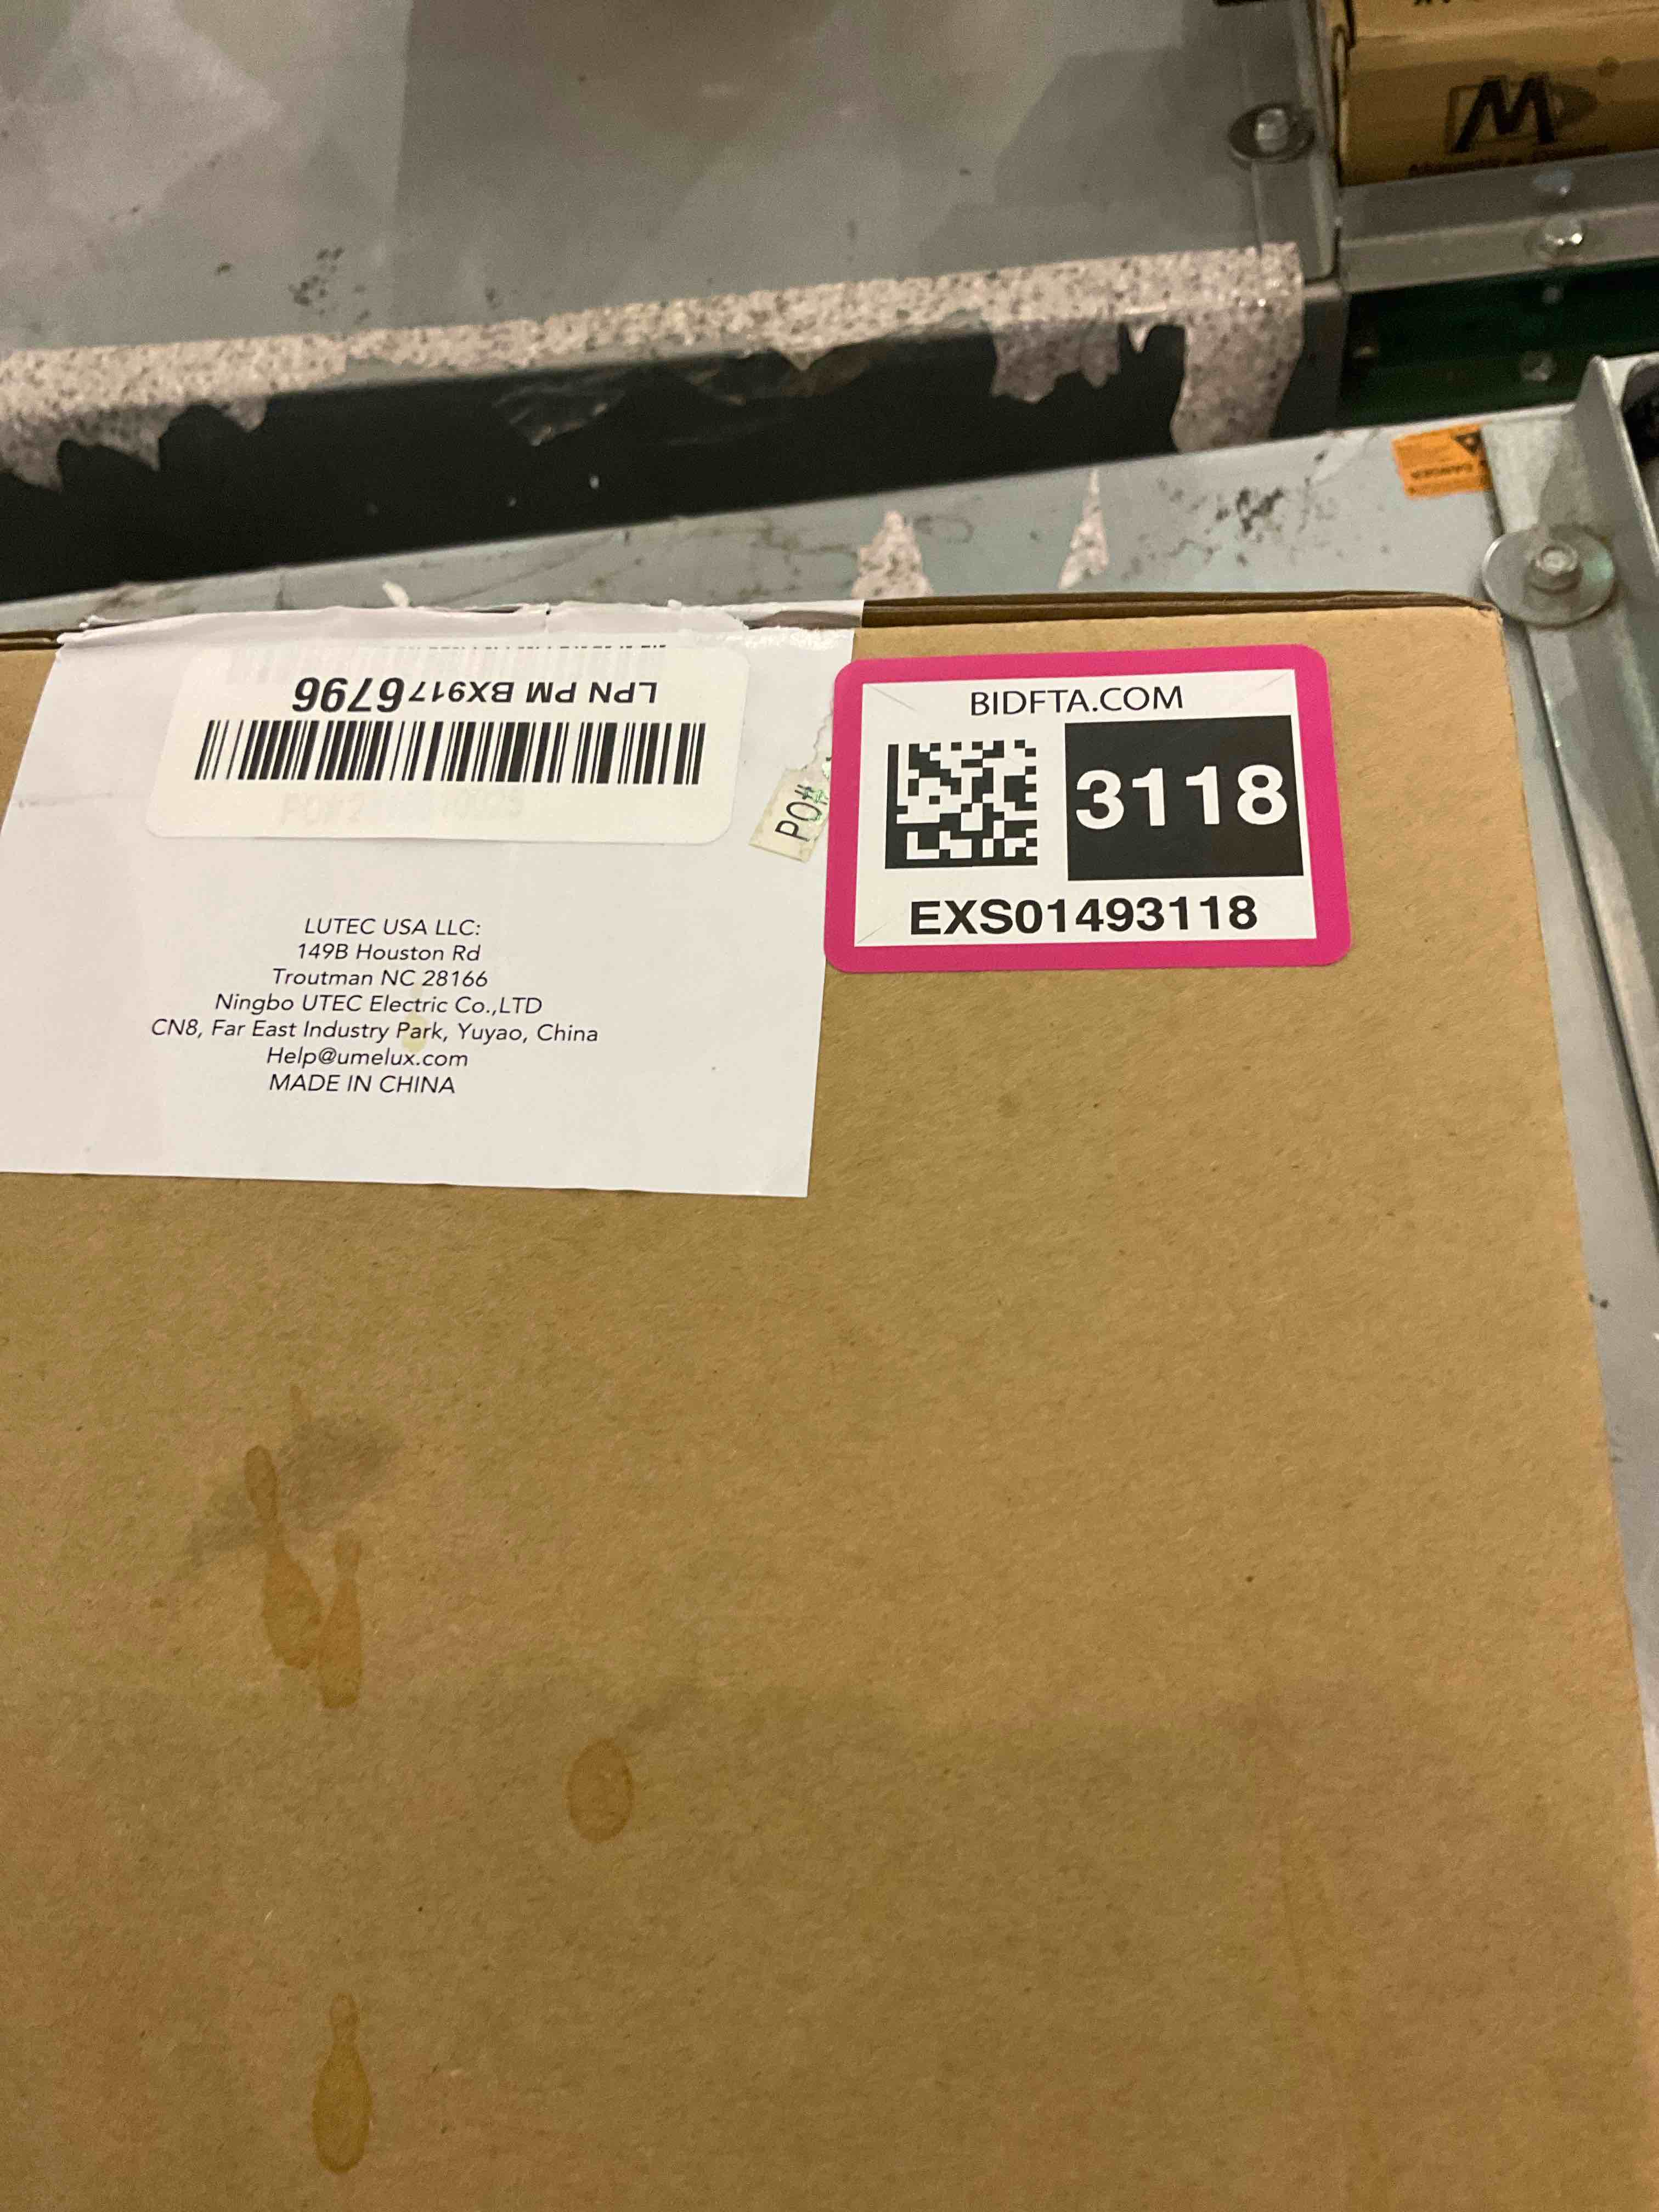 LPN PM BX9176796
PO#
BIDFTA.COM
3118
EXS01493118
LUTEC USA LLC:
149B Houston Rd
Troutman NC 28166
Ningbo UTEC Electric Co.,LTD
CN8, Far East Industry Park, Yuyao, China
Help@umelux.com
MADE IN CHINA